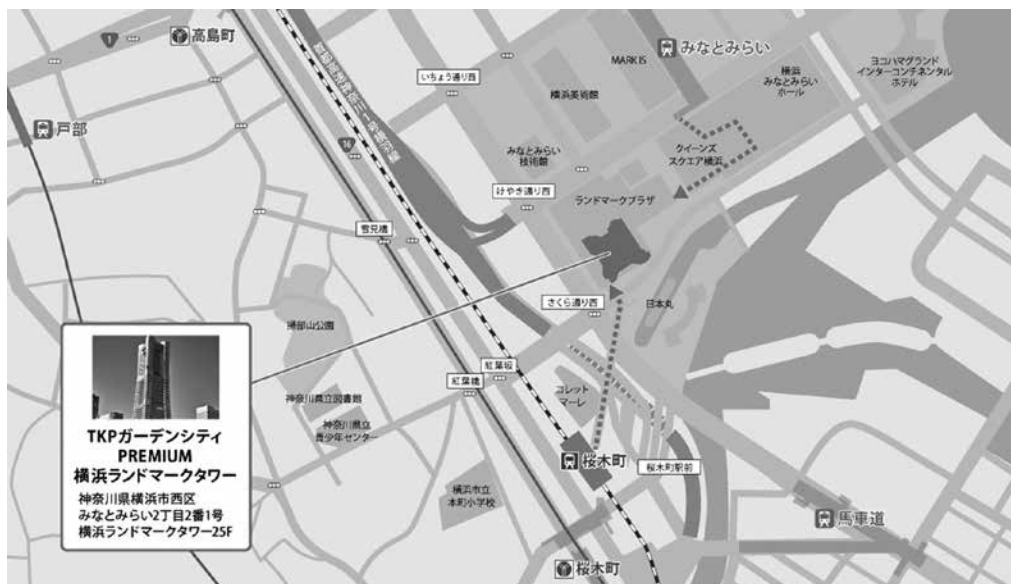 1
高島町
みなとみらい
MARK IS
いちょう通り西
横浜美術館
横浜
みなとみらい
ホール
ヨコハマグランド
インターコンチネンタル
ホテル
戸部
16
みなとみらい
技術館
クイーンズ
スクエア横浜
けやき通り西
ランドマークプラザ
雪見橋
さくら通り西
日本丸
掃部山公園
紅葉坂
紅葉橋
コレット
マーレ
神奈川県立図書館
神奈川県立
青少年センター
桜木町
桜木町駅前
横浜市立
本町小学校
馬車道
桜木町
TKPガーデンシティ
PREMIUM
横浜ランドマークタワー
神奈川県横浜市西区
みなとみらい2丁目2番1号
横浜ランドマークタワー25F